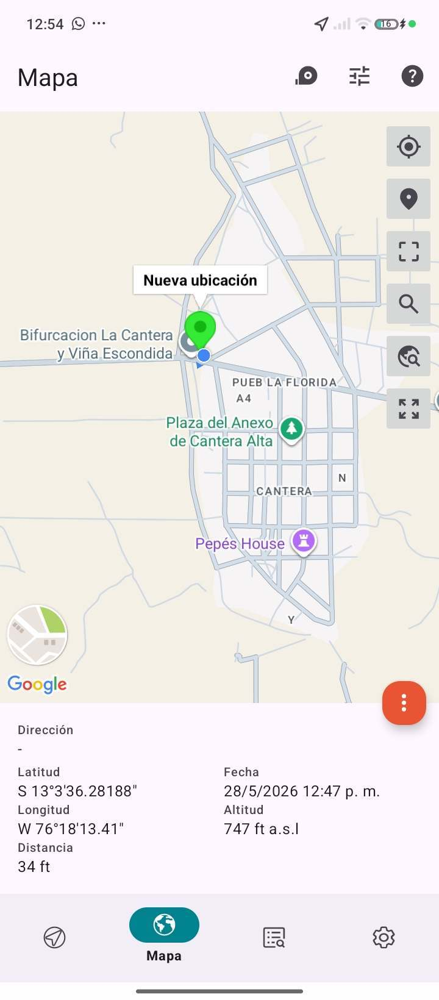 12:54
16
Mapa
?
Nueva ubicación
Bifurcacion La Cantera
y Viña Escondida
PUEB LA FLORIDA
A4
Plaza del Anexo
de Cantera Alta
N
CANTERA
Pepés House
Y
Google
Dirección
-
Latitud
S 13°3'36.28188"
Fecha
28/5/2026 12:47 p. m.
Longitud
W 76°18'13.41"
Altitud
747 ft a.s.l
Distancia
34 ft
Mapa